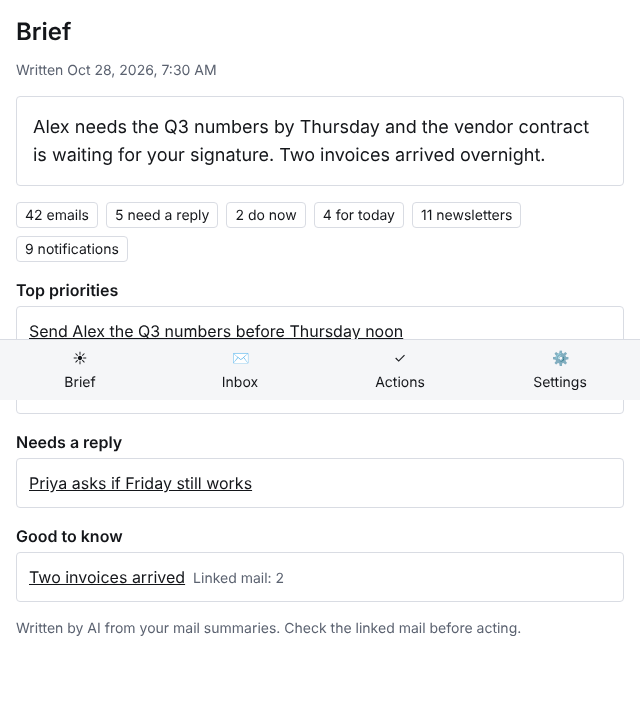 Brief
Written Oct 28, 2026, 7:30 AM
Alex needs the Q3 numbers by Thursday and the vendor contract
is waiting for your signature. Two invoices arrived overnight.
42 emails
5 need a reply
2 do now
4 for today
11 newsletters
9 notifications
Top priorities
Send Alex the Q3 numbers before Thursday noon
Brief
Inbox
Actions
Settings
Needs a reply
Priya asks if Friday still works
Good to know
Two invoices arrived Linked mail: 2
Written by AI from your mail summaries. Check the linked mail before acting.